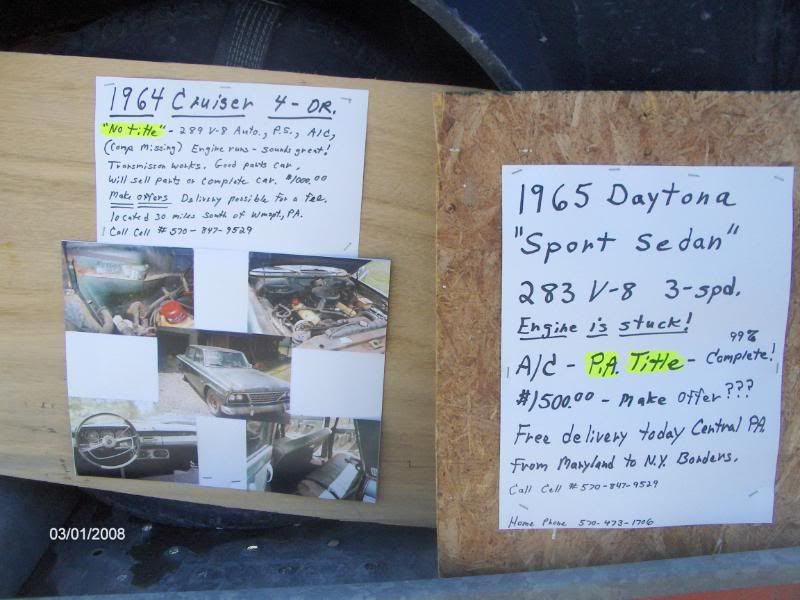 1964 Cruiser 4-DR.
"No title" - 289 V-8 Auto., P.S., A/C,
(comp missing) Engine runs - sounds great!
Transmisson works. Good parts car.
Will sell parts or complete car. $1000.00
Make offers Delivery possible for a fee.
located 30 miles south of Wmspt, PA.
Call Cell # 570-847-9529
1965 Daytona
"Sport Sedan"
283 V-8 3-spd.
Engine is stuck!
99%
A/C - P.A. Title - Complete!
$1500.00 - Make offer???
Free delivery today Central PA.
From Maryland to N.Y. Borders.
Call Cell # 570-847-9529
Home Phone 570-473-1706
03/01/2008